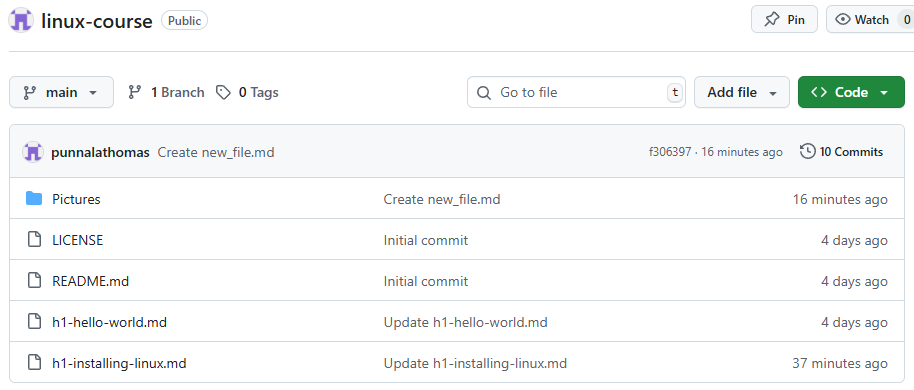 linux-course Public Pin Watch 0
main 1 Branch 0 Tags Go to file t Add file Code
punnalathomas Create new_file.md f306397 · 16 minutes ago 10 Commits
Pictures Create new_file.md 16 minutes ago
LICENSE Initial commit 4 days ago
README.md Initial commit 4 days ago
h1-hello-world.md Update h1-hello-world.md 4 days ago
h1-installing-linux.md Update h1-installing-linux.md 37 minutes ago